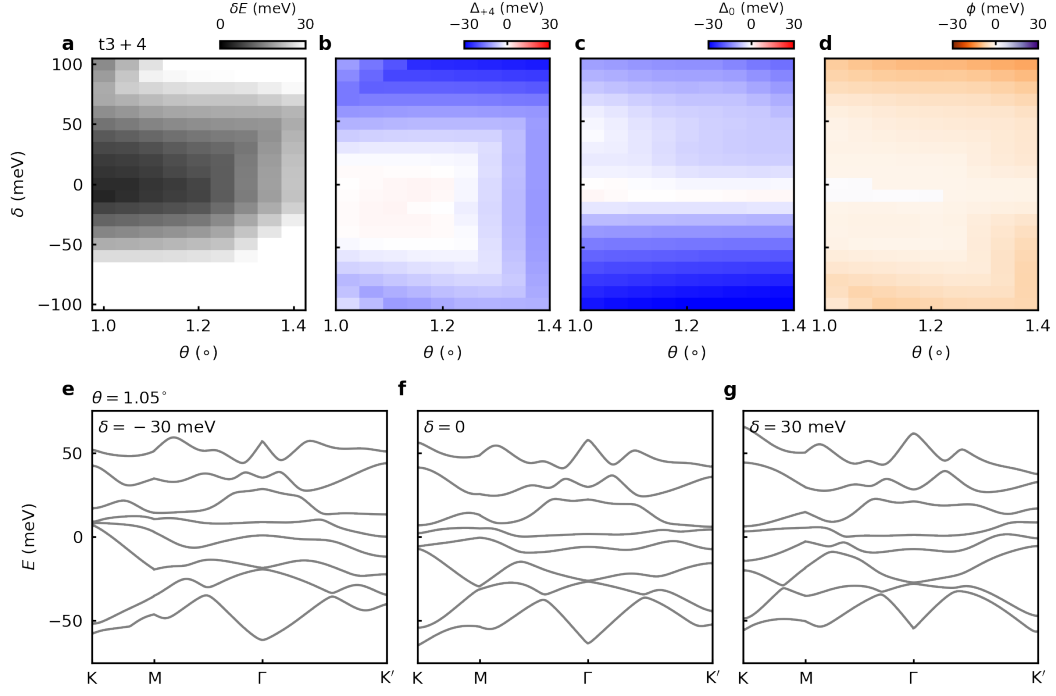 δE (meV)
0 30
Δ+4 (meV)
−30 0 30
Δ0 (meV)
−30 0 30
ϕ (meV)
−30 0 30
a t3 + 4
b
c
d
δ (meV)
100
50
0
−50
−100
1.0 1.2 1.4
θ (∘)
1.0 1.2 1.4
θ (∘)
1.0 1.2 1.4
θ (∘)
1.0 1.2 1.4
θ (∘)
e
θ = 1.05°
f
g
δ = − 30 meV
δ = 0
δ = 30 meV
E (meV)
50
0
−50
K M Γ K′
K M Γ K′
K M Γ K′